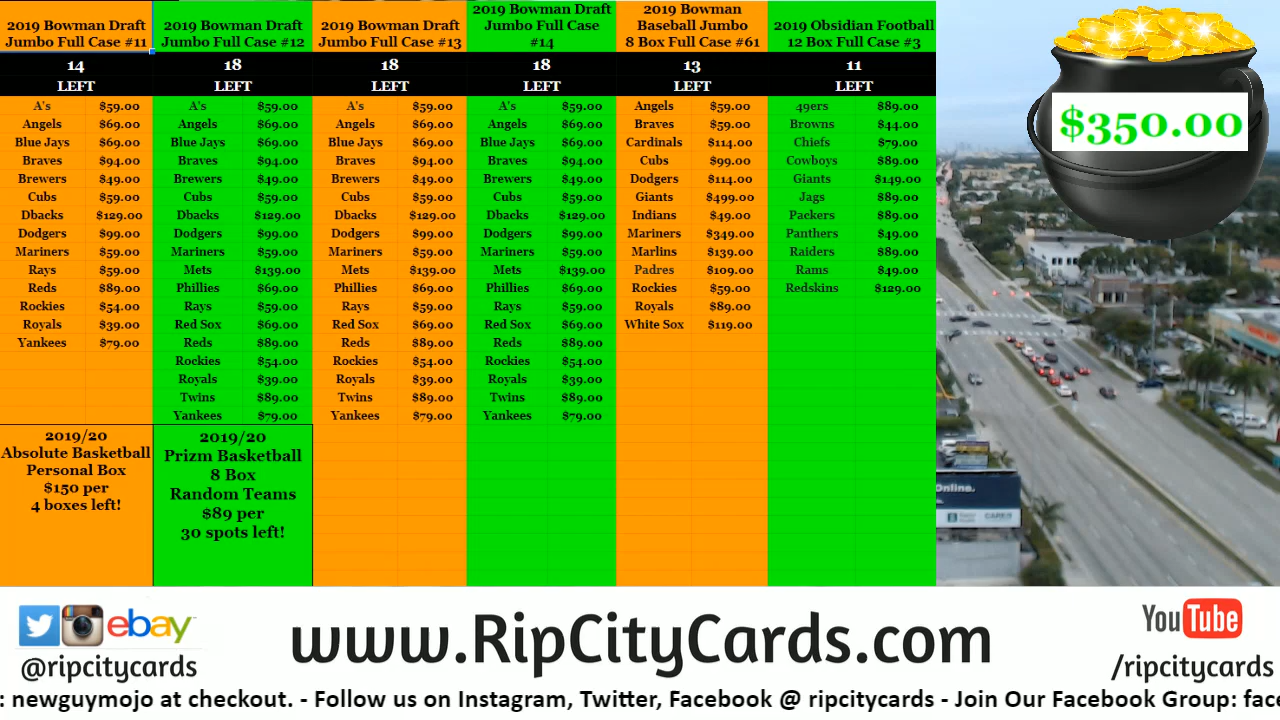 2019 Bowman Draft
Jumbo Full Case #11
14
LEFT
A's $59.00
Angels $69.00
Blue Jays $69.00
Braves $94.00
Brewers $49.00
Cubs $59.00
Dbacks $129.00
Dodgers $99.00
Mariners $59.00
Rays $59.00
Reds $89.00
Rockies $54.00
Royals $39.00
Yankees $79.00
2019 Bowman Draft
Jumbo Full Case #12
18
LEFT
A's $59.00
Angels $69.00
Blue Jays $69.00
Braves $94.00
Brewers $49.00
Cubs $59.00
Dbacks $129.00
Dodgers $99.00
Mariners $59.00
Mets $139.00
Phillies $69.00
Rays $59.00
Red Sox $69.00
Reds $89.00
Rockies $54.00
Royals $39.00
Twins $89.00
Yankees $79.00
2019 Bowman Draft
Jumbo Full Case #13
18
LEFT
A's $59.00
Angels $69.00
Blue Jays $69.00
Braves $94.00
Brewers $49.00
Cubs $59.00
Dbacks $129.00
Dodgers $99.00
Mariners $59.00
Mets $139.00
Phillies $69.00
Rays $59.00
Red Sox $69.00
Reds $89.00
Rockies $54.00
Royals $39.00
Twins $89.00
Yankees $79.00
2019 Bowman Draft
Jumbo Full Case
#14
18
LEFT
A's $59.00
Angels $69.00
Blue Jays $69.00
Braves $94.00
Brewers $49.00
Cubs $59.00
Dbacks $129.00
Dodgers $99.00
Mariners $59.00
Mets $139.00
Phillies $69.00
Rays $59.00
Red Sox $69.00
Reds $89.00
Rockies $54.00
Royals $39.00
Twins $89.00
Yankees $79.00
2019 Bowman
Baseball Jumbo
8 Box Full Case #61
13
LEFT
Angels $59.00
Braves $59.00
Cardinals $114.00
Cubs $99.00
Dodgers $114.00
Giants $499.00
Indians $49.00
Mariners $349.00
Marlins $139.00
Padres $109.00
Rockies $59.00
Royals $89.00
White Sox $119.00
2019 Obsidian Football
12 Box Full Case #3
11
LEFT
49ers $89.00
Browns $44.00
Chiefs $79.00
Cowboys $89.00
Giants $149.00
Jags $89.00
Packers $89.00
Panthers $49.00
Raiders $89.00
Rams $49.00
Redskins $129.00
$350.00
2019/20
Absolute Basketball
Personal Box
$150 per
4 boxes left!
2019/20
Prizm Basketball
8 Box
Random Teams
$89 per
30 spots left!
Online.
ebay
@ripcitycards
www.RipCityCards.com
YouTube
/ripcitycards
: newguymojo at checkout. - Follow us on Instagram, Twitter, Facebook @ ripcitycards - Join Our Facebook Group: face